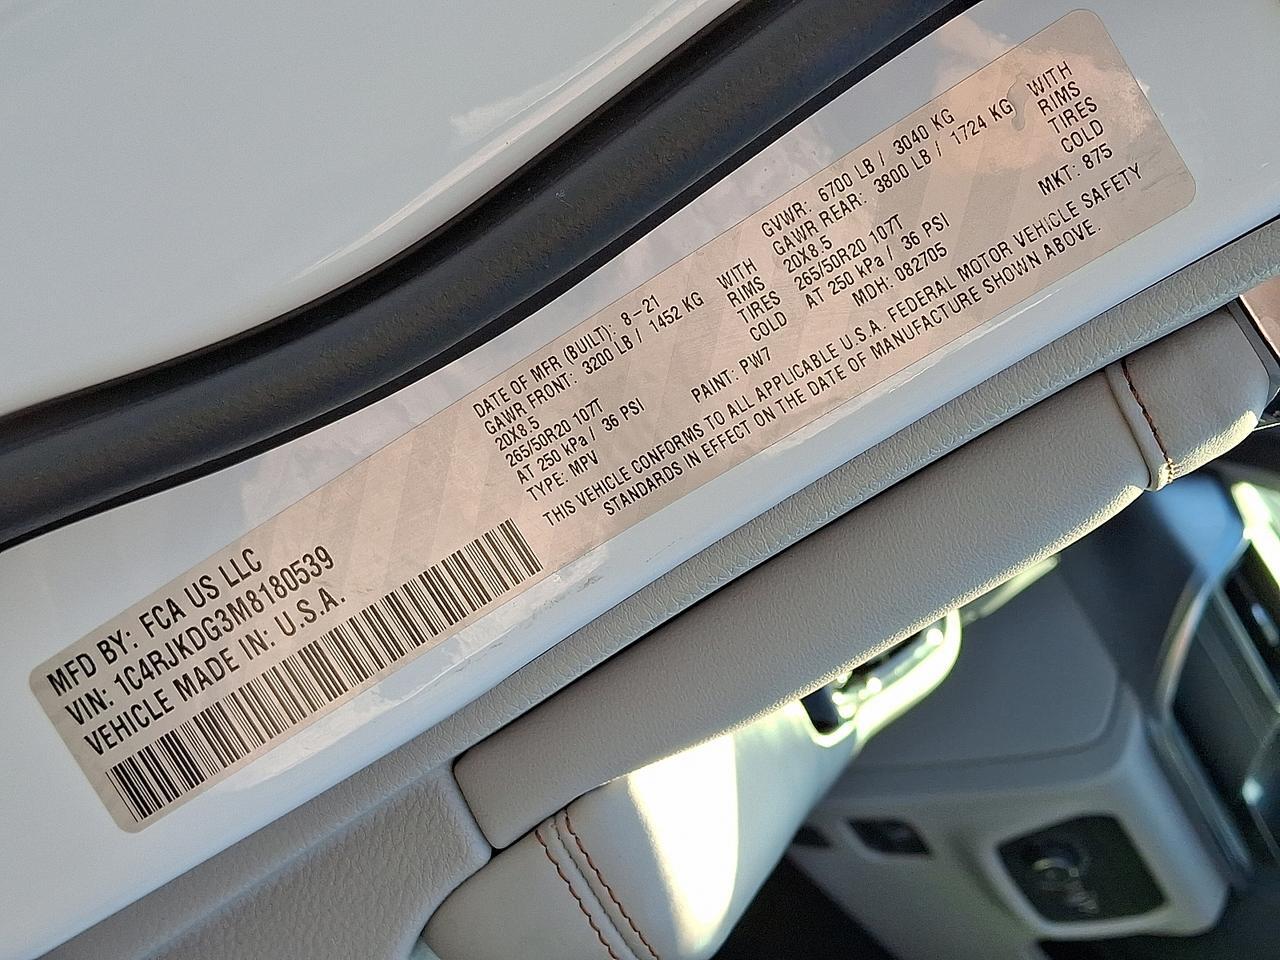 MFD BY: FCA US LLC
VIN: 1C4RJKDG3M8180539
VEHICLE MADE IN: U.S.A.
DATE OF MFR (BUILT): 8-21 GVWR: 6700 LB / 3040 KG
GAWR FRONT: 3200 LB / 1452 KG WITH GAWR REAR: 3800 LB / 1724 KG WITH
20X8.5 RIMS 20X8.5 RIMS
265/50R20 107T TIRES 265/50R20 107T TIRES
AT 250 kPa / 36 PSI COLD AT 250 kPa / 36 PSI COLD
TYPE: MPV PAINT: PW7 MDH: 082705 MKT: 875
THIS VEHICLE CONFORMS TO ALL APPLICABLE U.S.A. FEDERAL MOTOR VEHICLE SAFETY
STANDARDS IN EFFECT ON THE DATE OF MANUFACTURE SHOWN ABOVE.